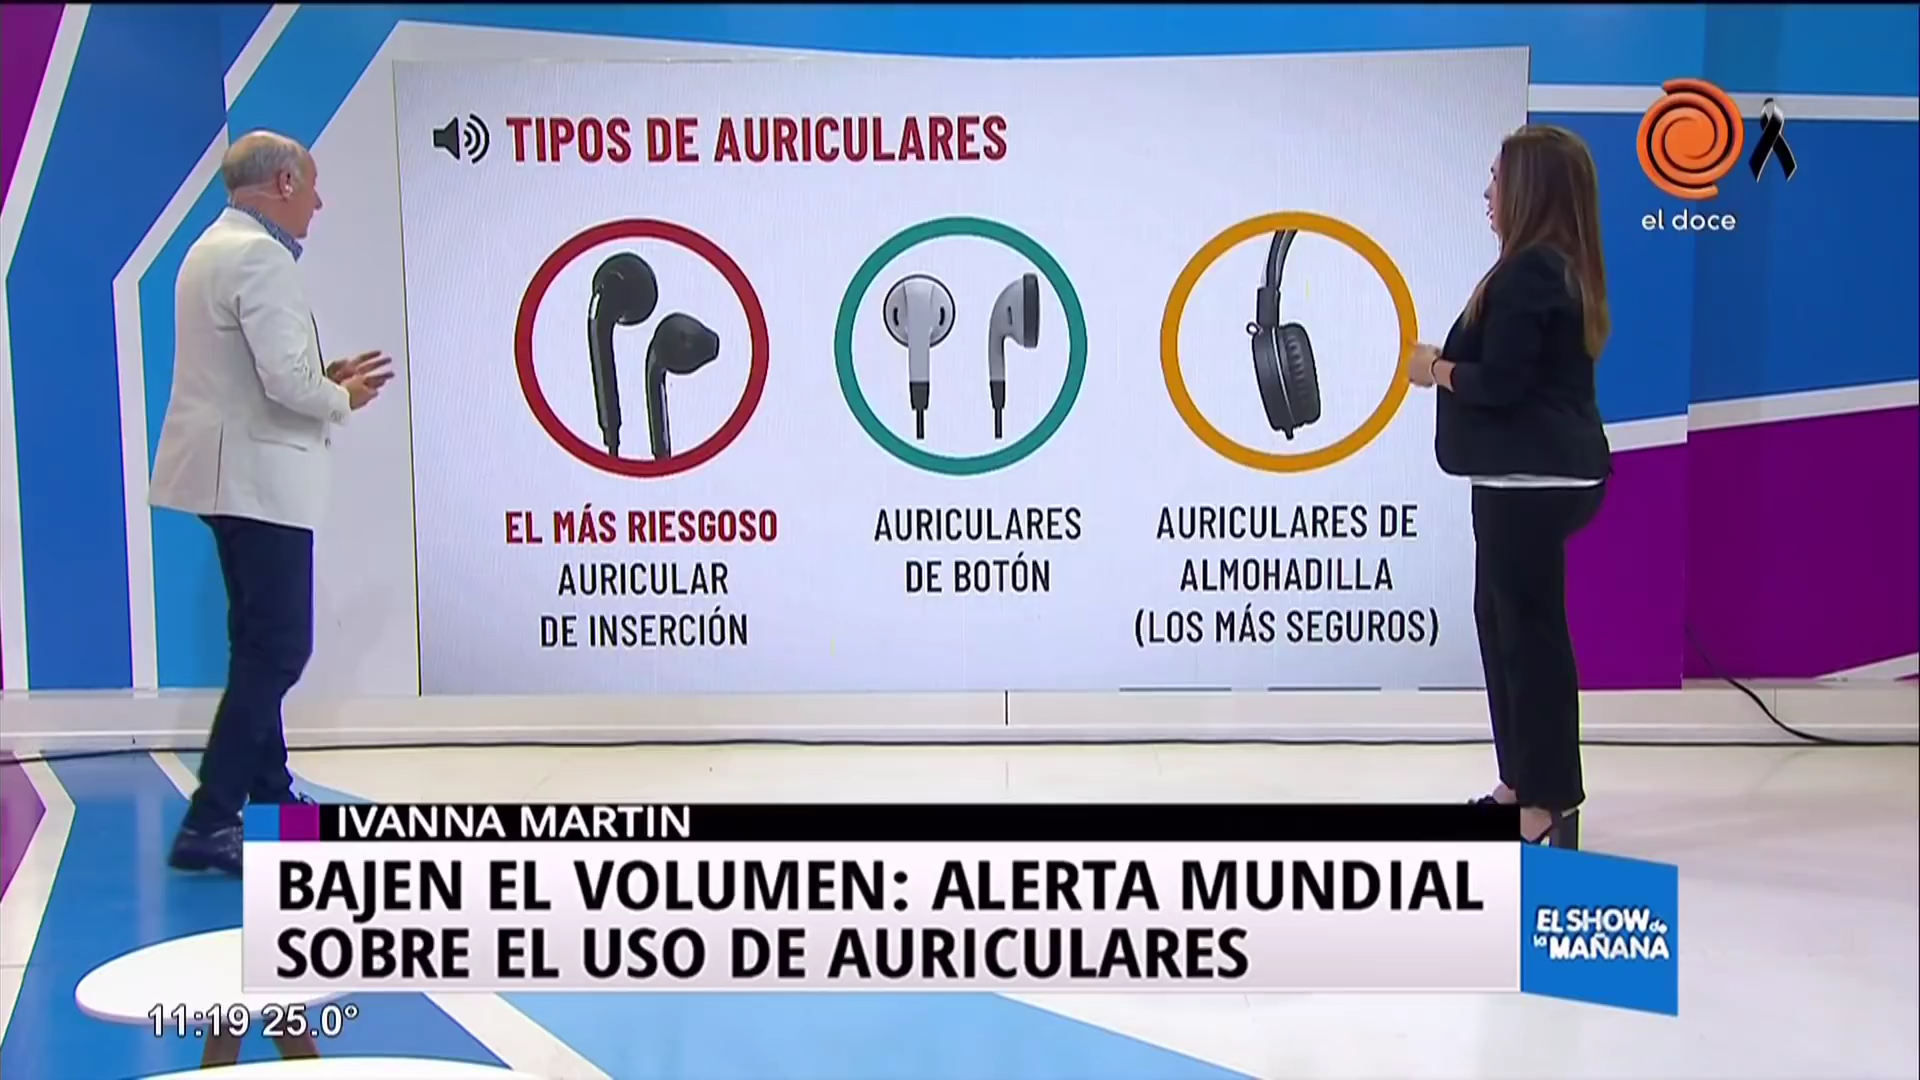 TIPOS DE AURICULARES
EL MÁS RIESGOSO
AURICULAR
DE INSERCIÓN
AURICULARES
DE BOTÓN
AURICULARES DE
ALMOHADILLA
(LOS MÁS SEGUROS)
el doce
IVANNA MARTIN
BAJEN EL VOLUMEN: ALERTA MUNDIAL
SOBRE EL USO DE AURICULARES
EL SHOW de
la MAÑANA
11:19 25.0°